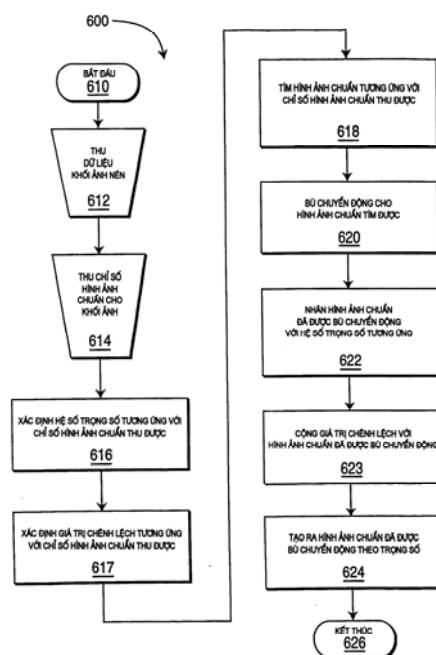 600
BẮT ĐẦU
610
THU
DỮ LIỆU
KHỐI ẢNH NÉN
612
THU CHỈ SỐ
HÌNH ẢNH
CHUẨN CHO
KHỐI ẢNH
614
XÁC ĐỊNH HỆ SỐ TRỌNG SỐ TƯƠNG ỨNG VỚI
CHỈ SỐ HÌNH ẢNH CHUẨN THU ĐƯỢC
616
XÁC ĐỊNH GIÁ TRỊ CHÊNH LỆCH TƯƠNG ỨNG
VỚI CHỈ SỐ HÌNH ẢNH CHUẨN THU ĐƯỢC
617
TÌM HÌNH ẢNH CHUẨN TƯƠNG ỨNG VỚI
CHỈ SỐ HÌNH ẢNH CHUẨN THU ĐƯỢC
618
BÙ CHUYỂN ĐỘNG CHO
HÌNH ẢNH CHUẨN TÌM ĐƯỢC
620
NHÂN HÌNH ẢNH CHUẨN
ĐÃ ĐƯỢC BÙ CHUYỂN ĐỘNG
VỚI HỆ SỐ TRỌNG SỐ TƯƠNG ỨNG
622
CỘNG GIÁ TRỊ CHÊNH LỆCH VỚI
HÌNH ẢNH CHUẨN ĐÃ ĐƯỢC BÙ CHUYỂN ĐỘNG
623
TẠO RA HÌNH ẢNH CHUẨN ĐÃ ĐƯỢC
BÙ CHUYỂN ĐỘNG THEO TRỌNG SỐ
624
KẾT THÚC
626